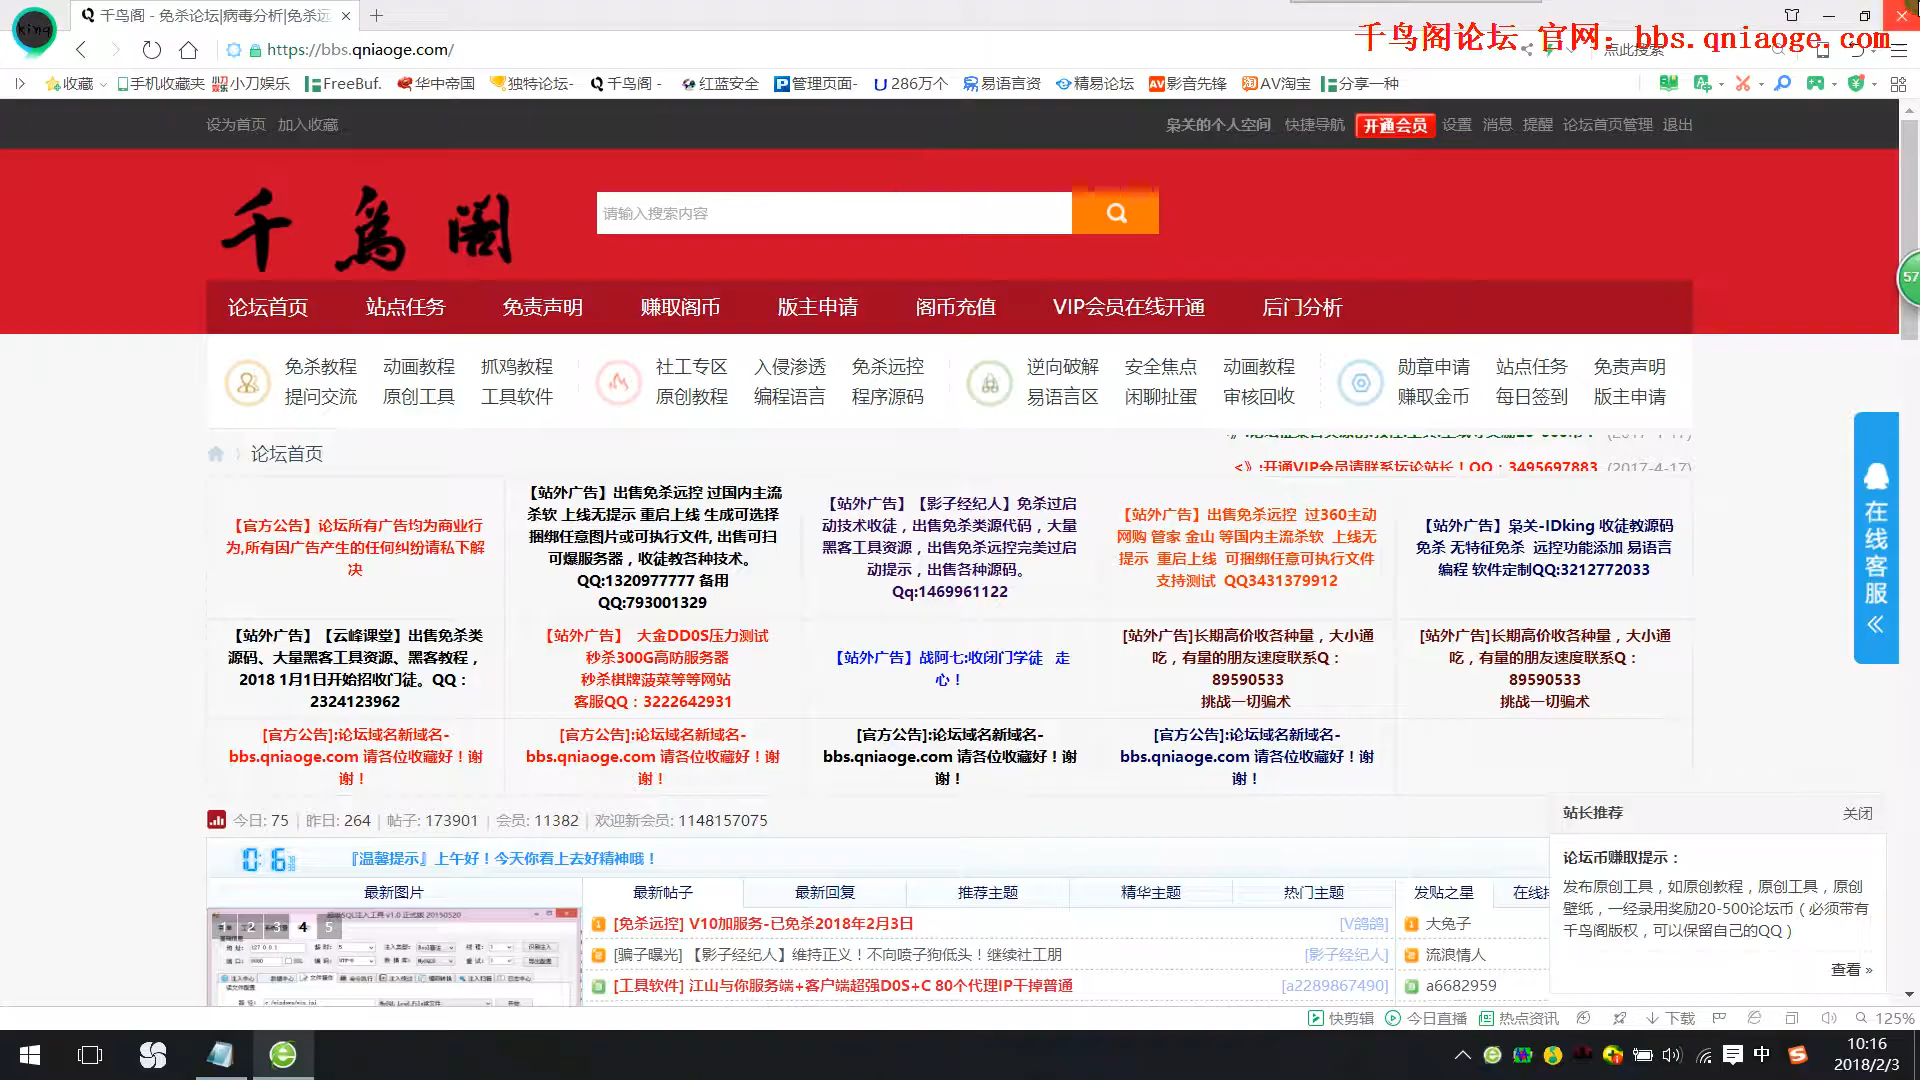 千鸟阁 - 免杀论坛|病毒分析|免杀远
千鸟阁论坛 官网：bbs.qniaoge.com
https://bbs.qniaoge.com/
点此搜索
收藏 手机收藏夹 小刀娱乐 FreeBuf. 华中帝国 独特论坛- 千鸟阁 - 红蓝安全 管理页面- 286万个 易语言资 精易论坛 影音先锋 AV淘宝 分享一种
设为首页 加入收藏
枭关的个人空间 快捷导航 开通会员 设置 消息 提醒 论坛首页管理 退出
千鸟阁
请输入搜索内容
57
论坛首页 站点任务 免责声明 赚取阁币 版主申请 阁币充值 VIP会员在线开通 后门分析
免杀教程 动画教程 抓鸡教程 社工专区 入侵渗透 免杀远控 逆向破解 安全焦点 动画教程 勋章申请 站点任务 免责声明
提问交流 原创工具 工具软件 原创教程 编程语言 程序源码 易语言区 闲聊扯蛋 审核回收 赚取金币 每日签到 版主申请
论坛首页
<》:开通VIP会员请联系坛论站长！QQ：3495697883 (2017-4-17)
【官方公告】论坛所有广告均为商业行
为,所有因广告产生的任何纠纷请私下解
决
【站外广告】出售免杀远控 过国内主流
杀软 上线无提示 重启上线 生成可选择
捆绑任意图片或可执行文件, 出售可扫
可爆服务器，收徒教各种技术。
QQ:1320977777 备用
QQ:793001329
【站外广告】【影子经纪人】免杀过启
动技术收徒，出售免杀类源代码，大量
黑客工具资源，出售免杀远控完美过启
动提示，出售各种源码。
Qq:1469961122
【站外广告】出售免杀远控 过360主动
网购 管家 金山 等国内主流杀软 上线无
提示 重启上线 可捆绑任意可执行文件
支持测试 QQ3431379912
【站外广告】枭关-IDking 收徒教源码
免杀 无特征免杀 远控功能添加 易语言
编程 软件定制QQ:3212772033
在线客服
【站外广告】【云峰课堂】出售免杀类
源码、大量黑客工具资源、黑客教程，
2018 1月1日开始招收门徒。QQ：
2324123962
【站外广告】 大金DD0S压力测试
秒杀300G高防服务器
秒杀棋牌菠菜等等网站
客服QQ：3222642931
【站外广告】战阿七:收闭门学徒 走
心！
[站外广告]长期高价收各种量，大小通
吃，有量的朋友速度联系Q：
89590533
挑战一切骗术
[站外广告]长期高价收各种量，大小通
吃，有量的朋友速度联系Q：
89590533
挑战一切骗术
[官方公告]:论坛域名新域名-
bbs.qniaoge.com 请各位收藏好！谢
谢！
[官方公告]:论坛域名新域名-
bbs.qniaoge.com 请各位收藏好！谢
谢！
[官方公告]:论坛域名新域名-
bbs.qniaoge.com 请各位收藏好！谢
谢！
[官方公告]:论坛域名新域名-
bbs.qniaoge.com 请各位收藏好！谢
谢！
今日: 75 | 昨日: 264 | 帖子: 173901 | 会员: 11382 | 欢迎新会员: 1148157075
『温馨提示』上午好！今天你看上去好精神哦！
最新图片 最新帖子 最新回复 推荐主题 精华主题 热门主题 发贴之星
1 2 3 4 5
[免杀远控] V10加服务-已免杀2018年2月3日 [V鸽鸽]
[骗子曝光] 【影子经纪人】维持正义！不向喷子狗低头！继续社工朋 [影子经纪人]
[工具软件] 江山与你服务端+客户端超强D0S+C 80个代理IP干掉普通 [a2289867490]
1 大兔子
2 流浪情人
3 a6682959
站长推荐 关闭
论坛币赚取提示：
发布原创工具，如原创教程，原创工具，原创
壁纸，一经录用奖励20-500论坛币（必须带有
千鸟阁版权，可以保留自己的QQ）
查看 »
快剪辑 今日直播 热点资讯 下载 125%
中
10:16
2018/2/3